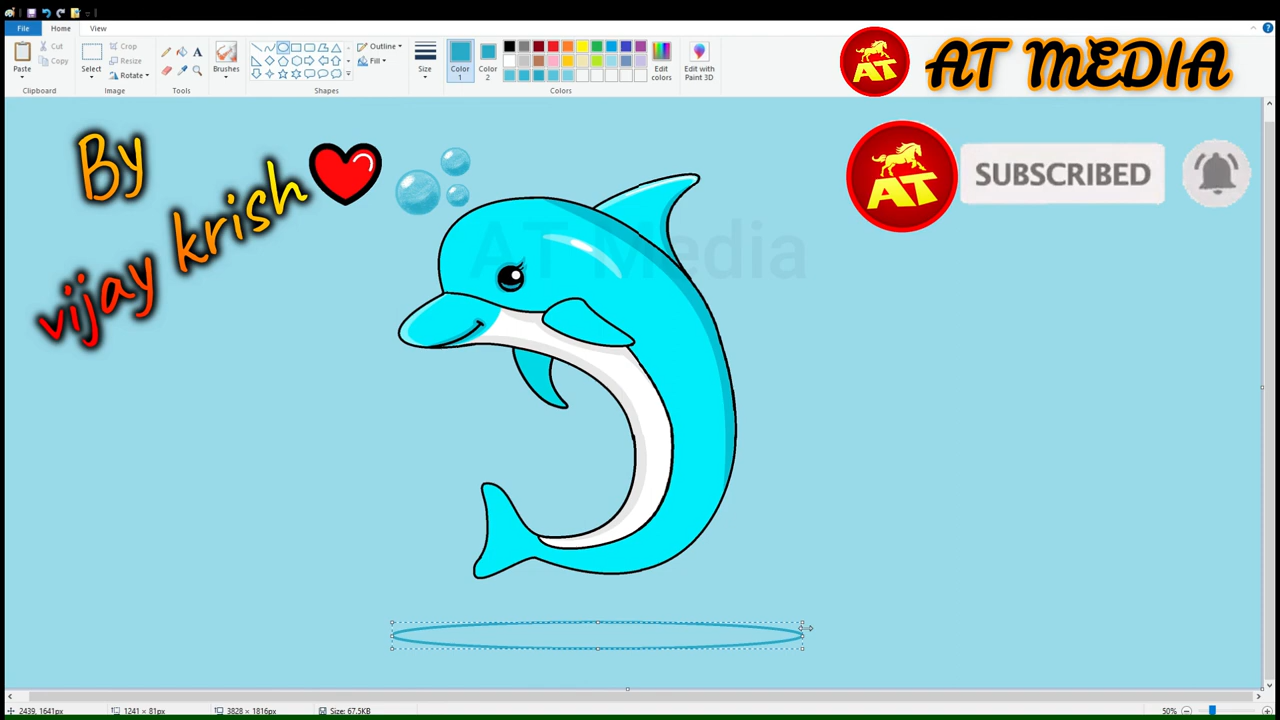 File
Home
View
Paste
Cut
Copy
Clipboard
Select
Crop
Resize
Rotate
Image
A
Tools
Brushes
Shapes
Outline
Fill
Size
Color
1
Color
2
Colors
Edit
colors
Edit with
Paint 3D
AT
AT MEDIA
AT
SUBSCRIBED
By
vijay krish
AT Media
2439, 1641px
1241 × 81px
3828 × 1816px
Size: 67.5KB
50%